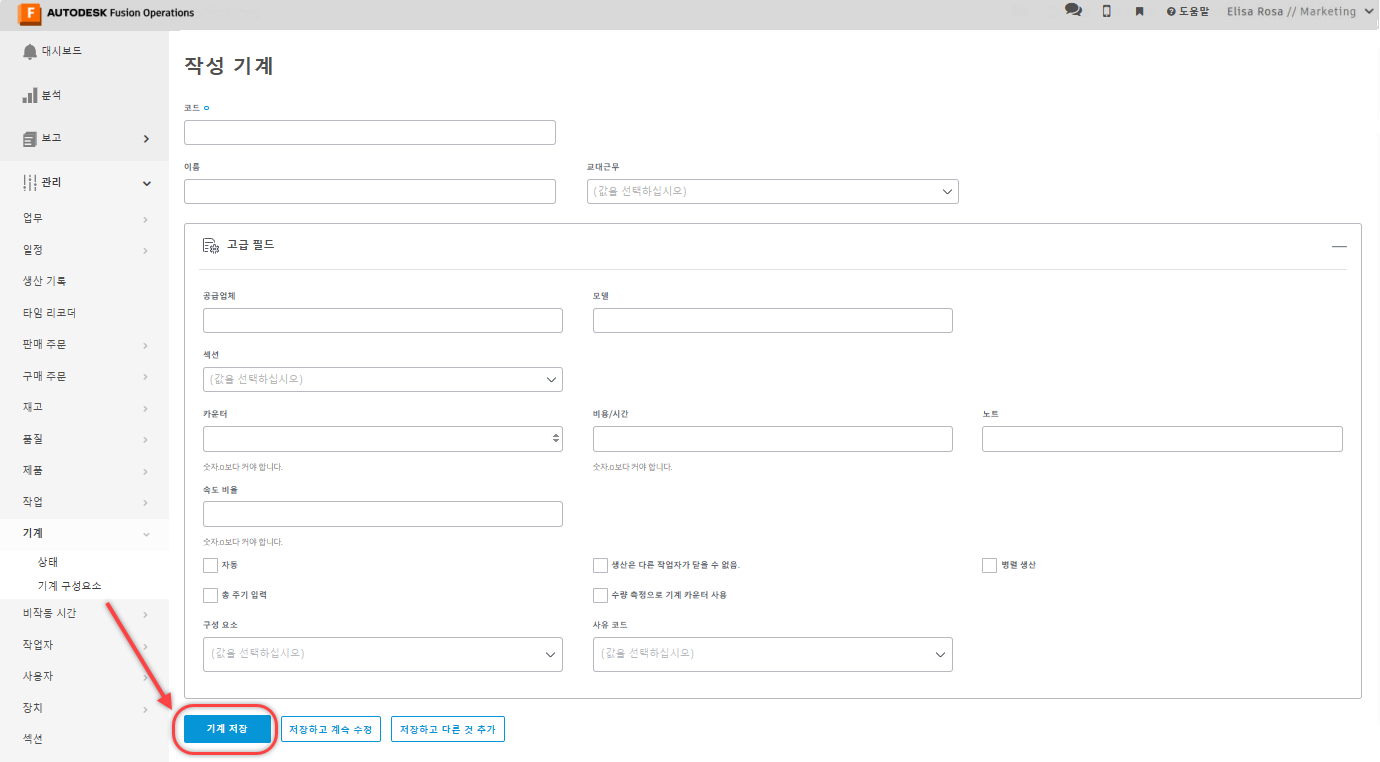 AUTODESK Fusion Operations
도움말
Elisa Rosa // Marketing
대시보드
분석
보고
관리
업무
일정
생산 기록
타임 리코더
판매 주문
구매 주문
재고
품질
제품
작업
기계
상태
기계 구성요소
비작동 시간
작업자
사용자
장치
섹션
작성 기계
코드
이름
교대근무
(값을 선택하십시오)
고급 필드
공급업체
모델
섹션
(값을 선택하십시오)
카운터
비용/시간
노트
숫자.0보다 커야 합니다.
숫자.0보다 커야 합니다.
속도 비율
숫자.0보다 커야 합니다.
자동
생산은 다른 작업자가 닫을 수 없음.
병렬 생산
총 주기 입력
수량 측정으로 기계 카운터 사용
구성 요소
사유 코드
(값을 선택하십시오)
(값을 선택하십시오)
기계 저장
저장하고 계속 수정
저장하고 다른 것 추가